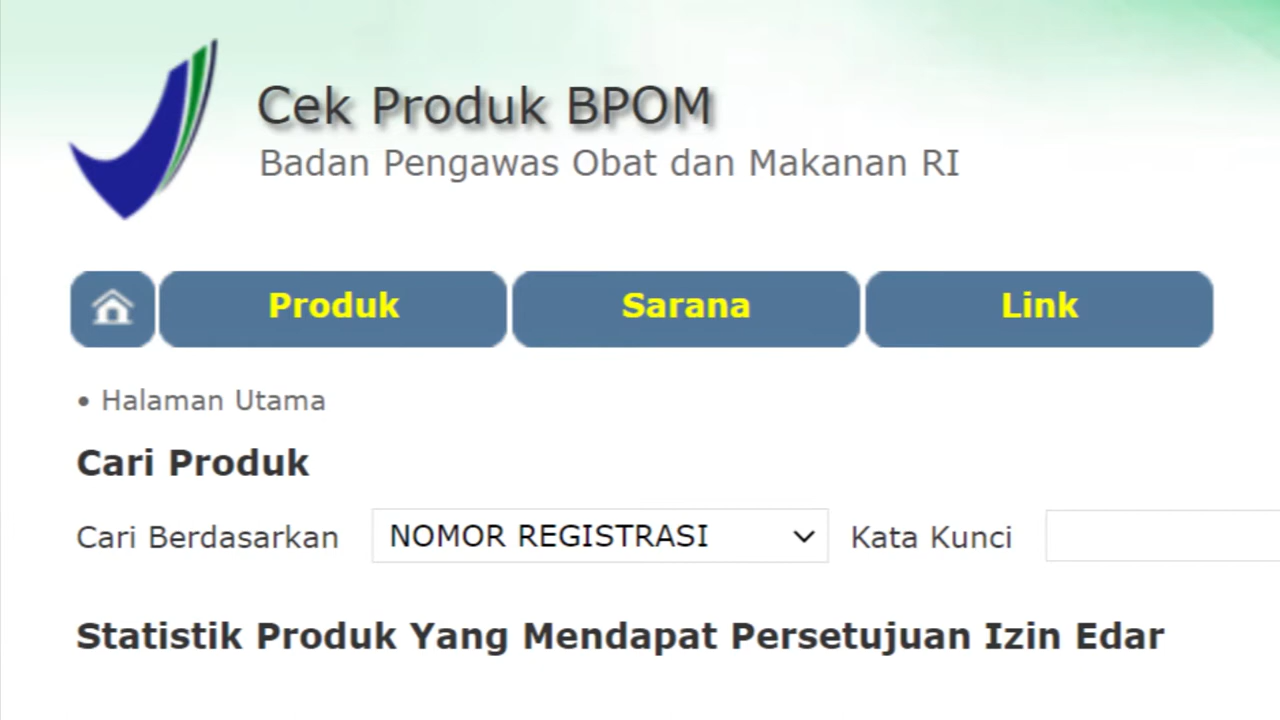 Cek Produk BPOM
Badan Pengawas Obat dan Makanan RI
Produk Sarana Link
• Halaman Utama
Cari Produk
Cari Berdasarkan NOMOR REGISTRASI Kata Kunci
Statistik Produk Yang Mendapat Persetujuan Izin Edar